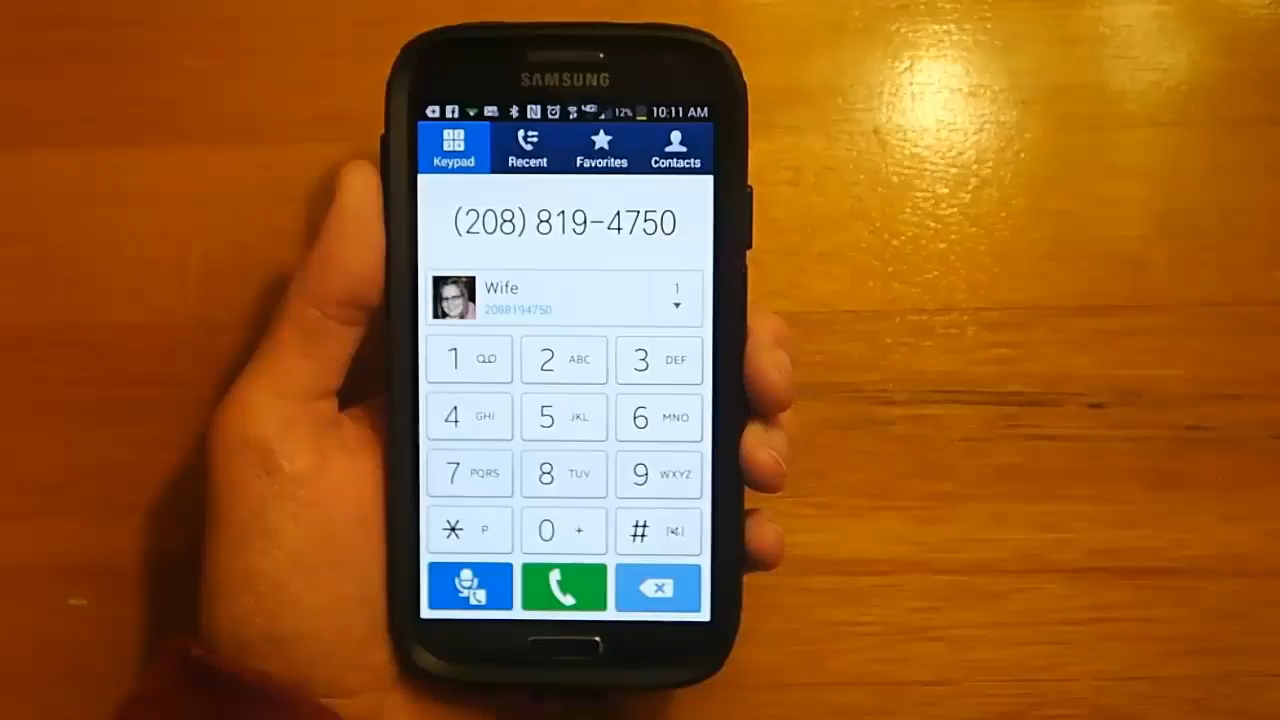 SAMSUNG
12% 10:11 AM
Keypad Recent Favorites Contacts
(208) 819-4750
Wife 1
2088194750
1 2 ABC 3 DEF
4 GHI 5 JKL 6 MNO
7 PQRS 8 TUV 9 WXYZ
* P 0 + #